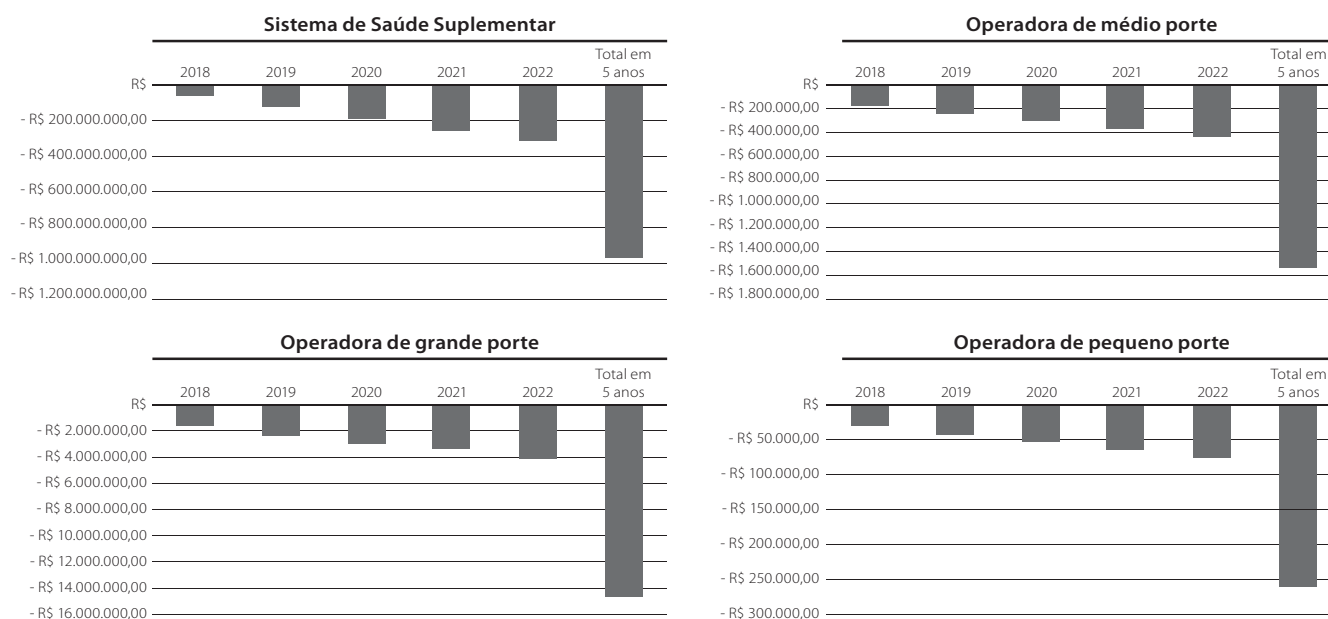 Sistema de Saúde Suplementar
2018 2019 2020 2021 2022 Total em
5 anos
R$
- R$ 200.000.000,00
- R$ 400.000.000,00
- R$ 600.000.000,00
- R$ 800.000.000,00
- R$ 1.000.000.000,00
- R$ 1.200.000.000,00
Operadora de médio porte
2018 2019 2020 2021 2022 Total em
5 anos
R$
- R$ 200.000,00
- R$ 400.000,00
- R$ 600.000,00
- R$ 800.000,00
- R$ 1.000.000,00
- R$ 1.200.000,00
- R$ 1.400.000,00
- R$ 1.600.000,00
- R$ 1.800.000,00
Operadora de grande porte
2018 2019 2020 2021 2022 Total em
5 anos
R$
- R$ 2.000.000,00
- R$ 4.000.000,00
- R$ 6.000.000,00
- R$ 8.000.000,00
- R$ 10.000.000,00
- R$ 12.000.000,00
- R$ 14.000.000,00
- R$ 16.000.000,00
Operadora de pequeno porte
2018 2019 2020 2021 2022 Total em
5 anos
R$
- R$ 50.000,00
- R$ 100.000,00
- R$ 150.000,00
- R$ 200.000,00
- R$ 250.000,00
- R$ 300.000,00